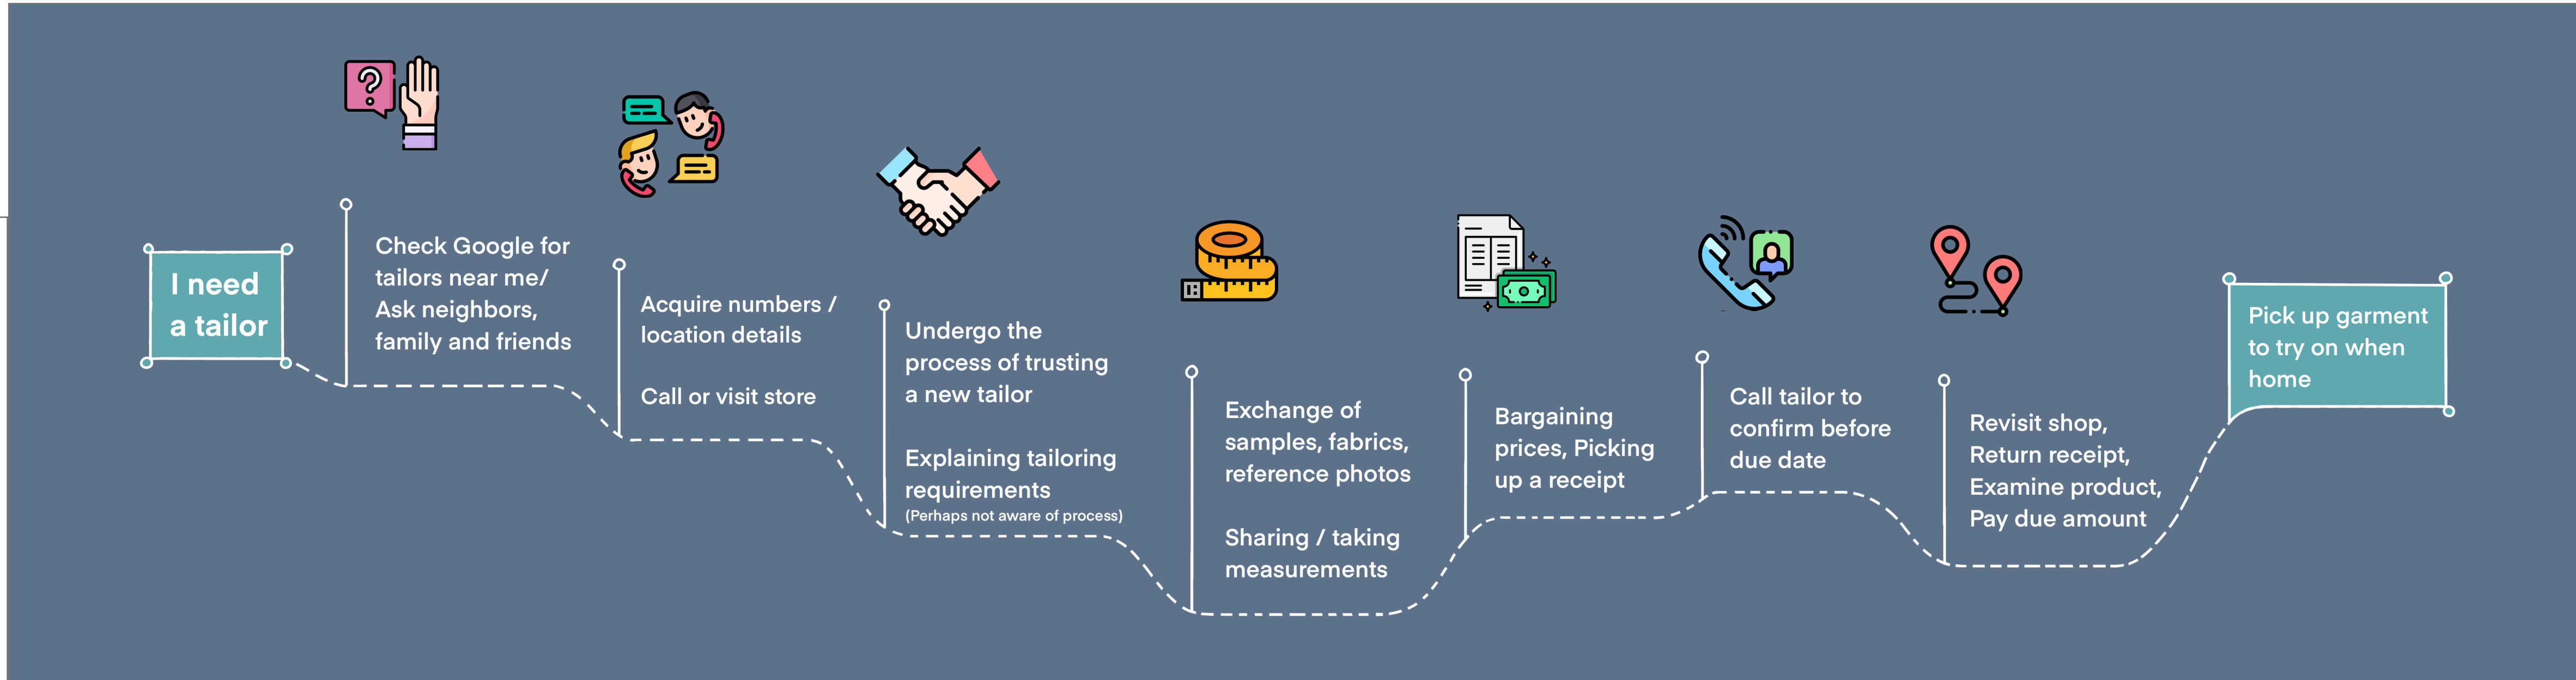 I need
a tailor
Check Google for
tailors near me/
Ask neighbors,
family and friends
Acquire numbers /
location details
Call or visit store
Undergo the
process of trusting
a new tailor
Explaining tailoring
requirements
(Perhaps not aware of process)
Exchange of
samples, fabrics,
reference photos
Sharing / taking
measurements
Bargaining
prices, Picking
up a receipt
Call tailor to
confirm before
due date
Revisit shop,
Return receipt,
Examine product,
Pay due amount
Pick up garment
to try on when
home